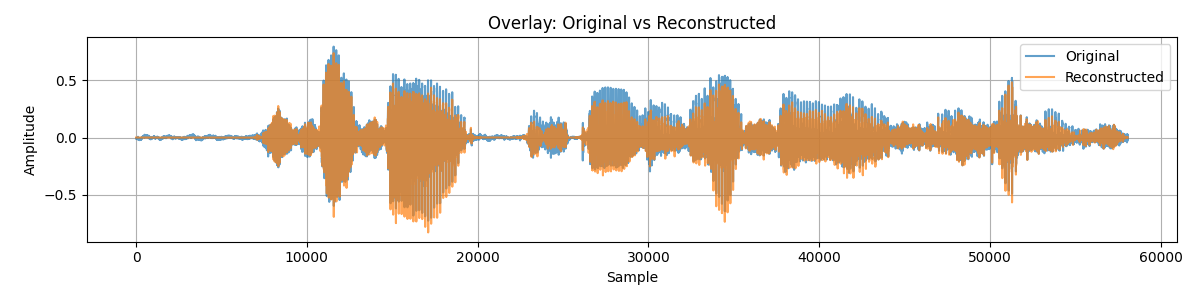 Overlay: Original vs Reconstructed
Original
Reconstructed
0.5
0.0
−0.5
Amplitude
0 10000 20000 30000 40000 50000 60000
Sample